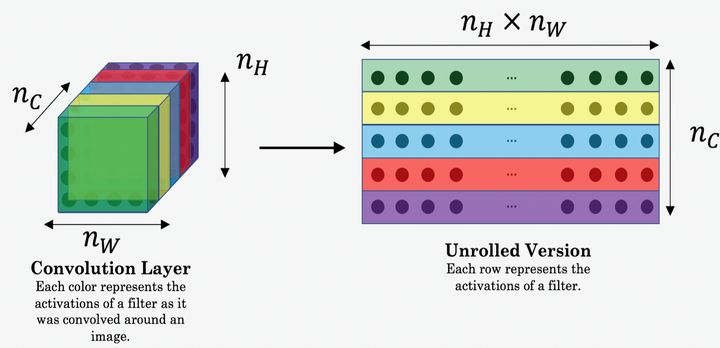 n_H × n_W
n_C
n_H
n_C
n_W
Convolution Layer
Each color represents the
activations of a filter as it
was convolved around an
image.
...
...
...
...
...
Unrolled Version
Each row represents the
activations of a filter.